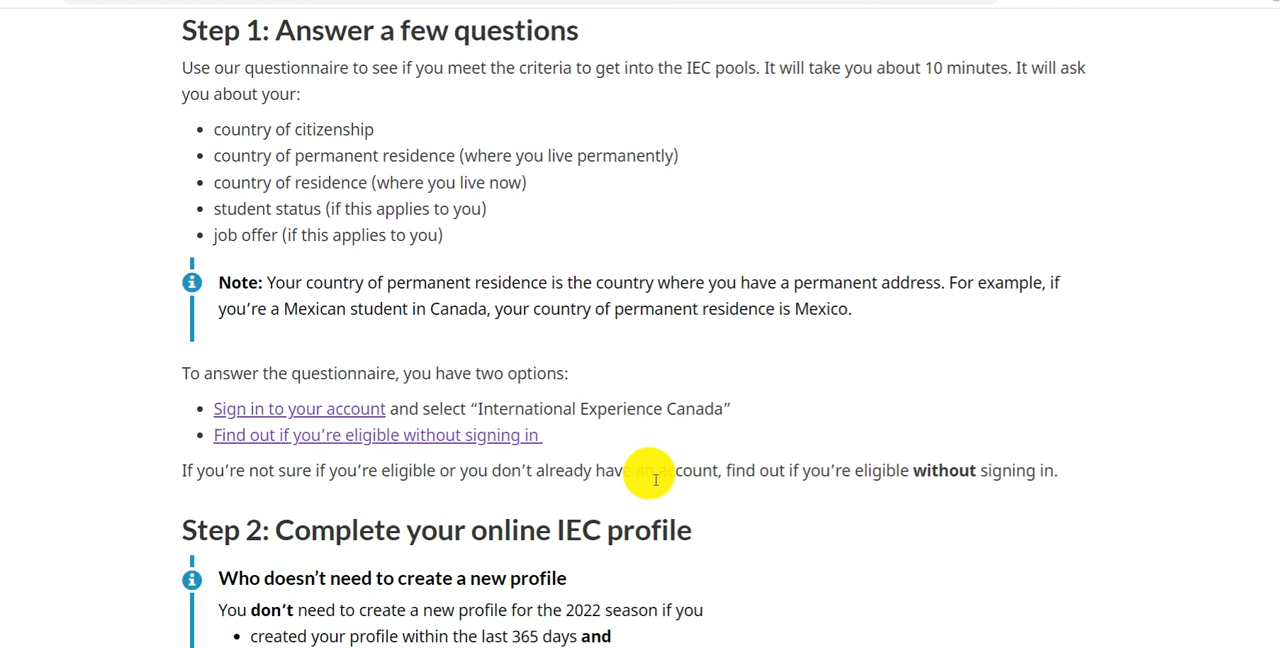 Step 1: Answer a few questions
Use our questionnaire to see if you meet the criteria to get into the IEC pools. It will take you about 10 minutes. It will ask
you about your:
• country of citizenship
• country of permanent residence (where you live permanently)
• country of residence (where you live now)
• student status (if this applies to you)
• job offer (if this applies to you)
Note: Your country of permanent residence is the country where you have a permanent address. For example, if
you’re a Mexican student in Canada, your country of permanent residence is Mexico.
To answer the questionnaire, you have two options:
• Sign in to your account and select “International Experience Canada”
• Find out if you’re eligible without signing in
If you’re not sure if you’re eligible or you don’t already have an account, find out if you’re eligible without signing in.
Step 2: Complete your online IEC profile
Who doesn’t need to create a new profile
You don’t need to create a new profile for the 2022 season if you
• created your profile within the last 365 days and